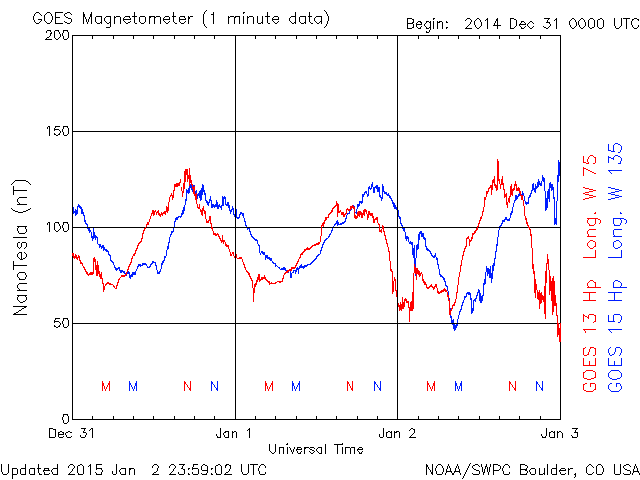 GOES Magnetometer (1 minute data)
Begin: 2014 Dec 31 0000 UTC
200
150
100
50
0
NanoTesla (nT)
M M N N M M N N M M N N
Dec 31 Jan 1 Jan 2 Jan 3
Universal Time
GOES 13 Hp Long. W 75
GOES 15 Hp Long. W 135
Updated 2015 Jan 2 23:59:02 UTC
NOAA/SWPC Boulder, CO USA